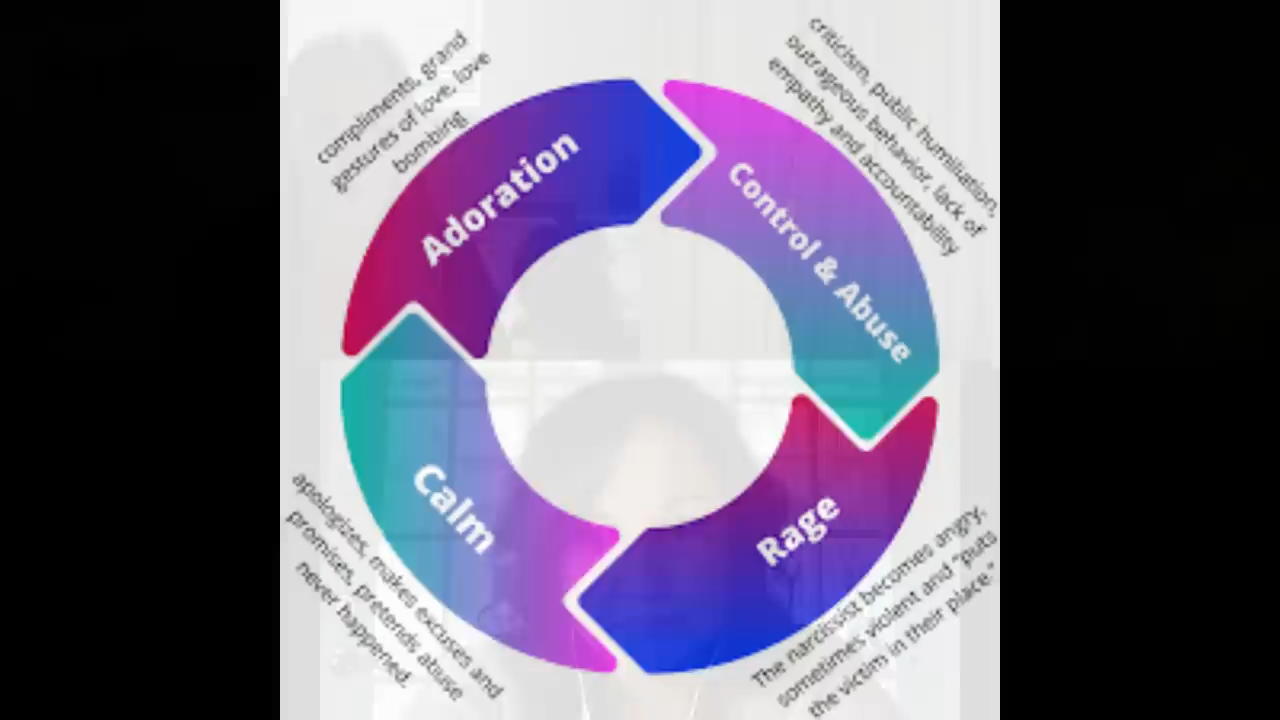 compliments, grand
gestures of love, love
bombing
Adoration
criticism, public humiliation,
outrageous behavior, lack of
empathy and accountability
Control & Abuse
Rage
The narcissist becomes angry,
sometimes violent and "puts
the victim in their place."
Calm
apologizes, makes excuses and
promises, pretends abuse
never happened.